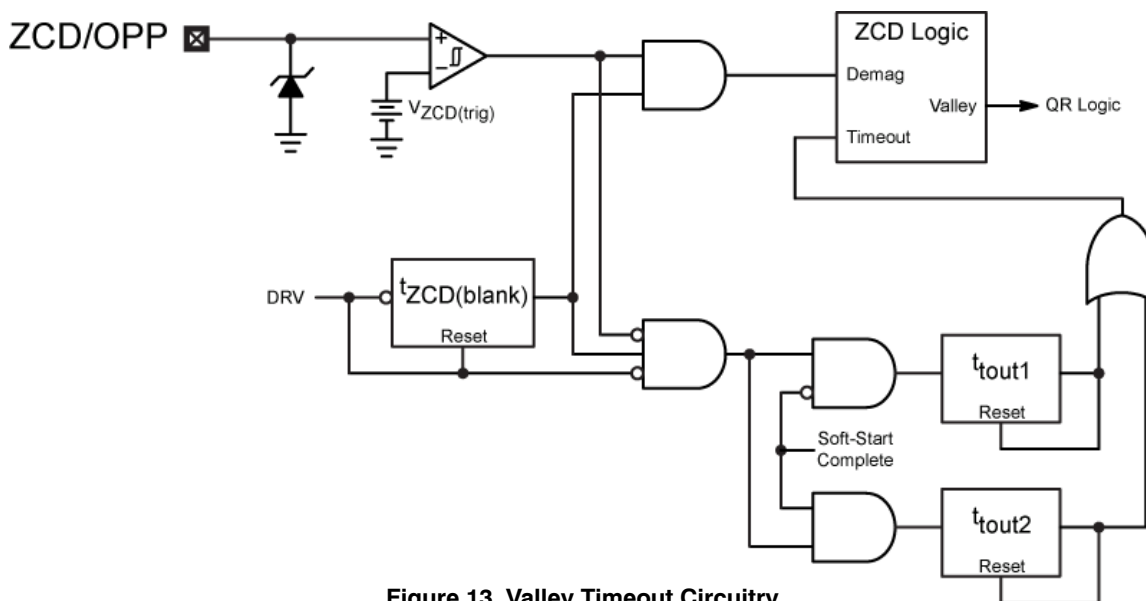 ZCD/OPP
VZCD(trig)
ZCD Logic
Demag
Valley
QR Logic
Timeout
DRV
tZCD(blank)
Reset
ttout1
Reset
Soft-Start
Complete
ttout2
Reset
Figure 13. Valley Timeout Circuitry